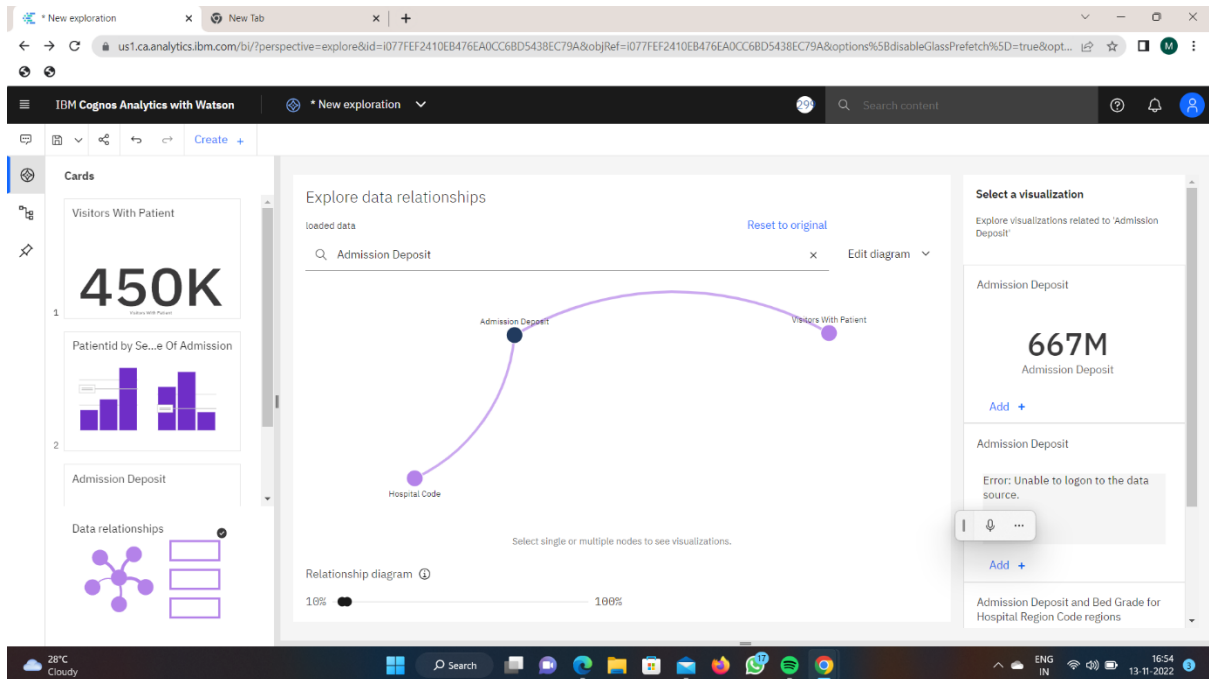 * New exploration
New Tab
us1.ca.analytics.ibm.com/bi/?perspective=explore&id=i077FEF2410EB476EA0CC6BD5438EC79A&objRef=i077FEF2410EB476EA0CC6BD5438EC79A&options%5BdisableGlassPrefetch%5D=true&opt...
M
IBM Cognos Analytics with Watson
* New exploration
Search content
Create +
Cards
Visitors With Patient
450K
Visitors With Patient
1
Patientid by Se...e Of Admission
2
Admission Deposit
Data relationships
Explore data relationships
loaded data
Reset to original
Admission Deposit
Edit diagram
Admission Deposit
Visitors With Patient
Hospital Code
Select single or multiple nodes to see visualizations.
Relationship diagram
10%
100%
Select a visualization
Explore visualizations related to 'Admission
Deposit'
Admission Deposit
667M
Admission Deposit
Add +
Admission Deposit
Error: Unable to logon to the data
source.
Add +
Admission Deposit and Bed Grade for
Hospital Region Code regions
28°C
Cloudy
Search
17
ENG
IN
16:54
13-11-2022
3